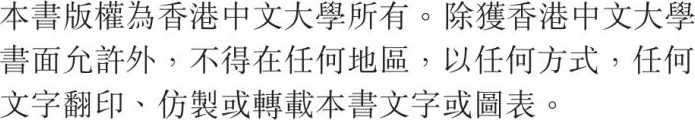 本書版權為香港中文大學所有。除獲香港中文大學
書面允許外，不得在任何地區，以任何方式，任何
文字翻印、仿製或轉載本書文字或圖表。